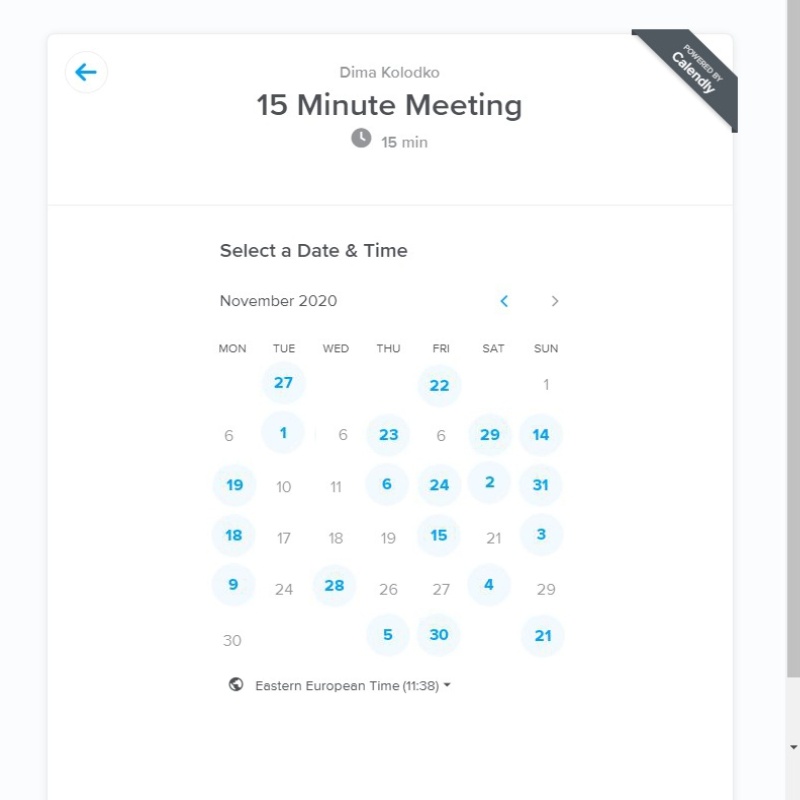 POWERED BY
Calendly
Dima Kolodko
15 Minute Meeting
15 min
Select a Date & Time
November 2020
MON TUE WED THU FRI SAT SUN
27 22 1
6 1 6 23 6 29 14
19 10 11 6 24 2 31
18 17 18 19 15 21 3
9 24 28 26 27 4 29
30 5 30 21
Eastern European Time (11:38)